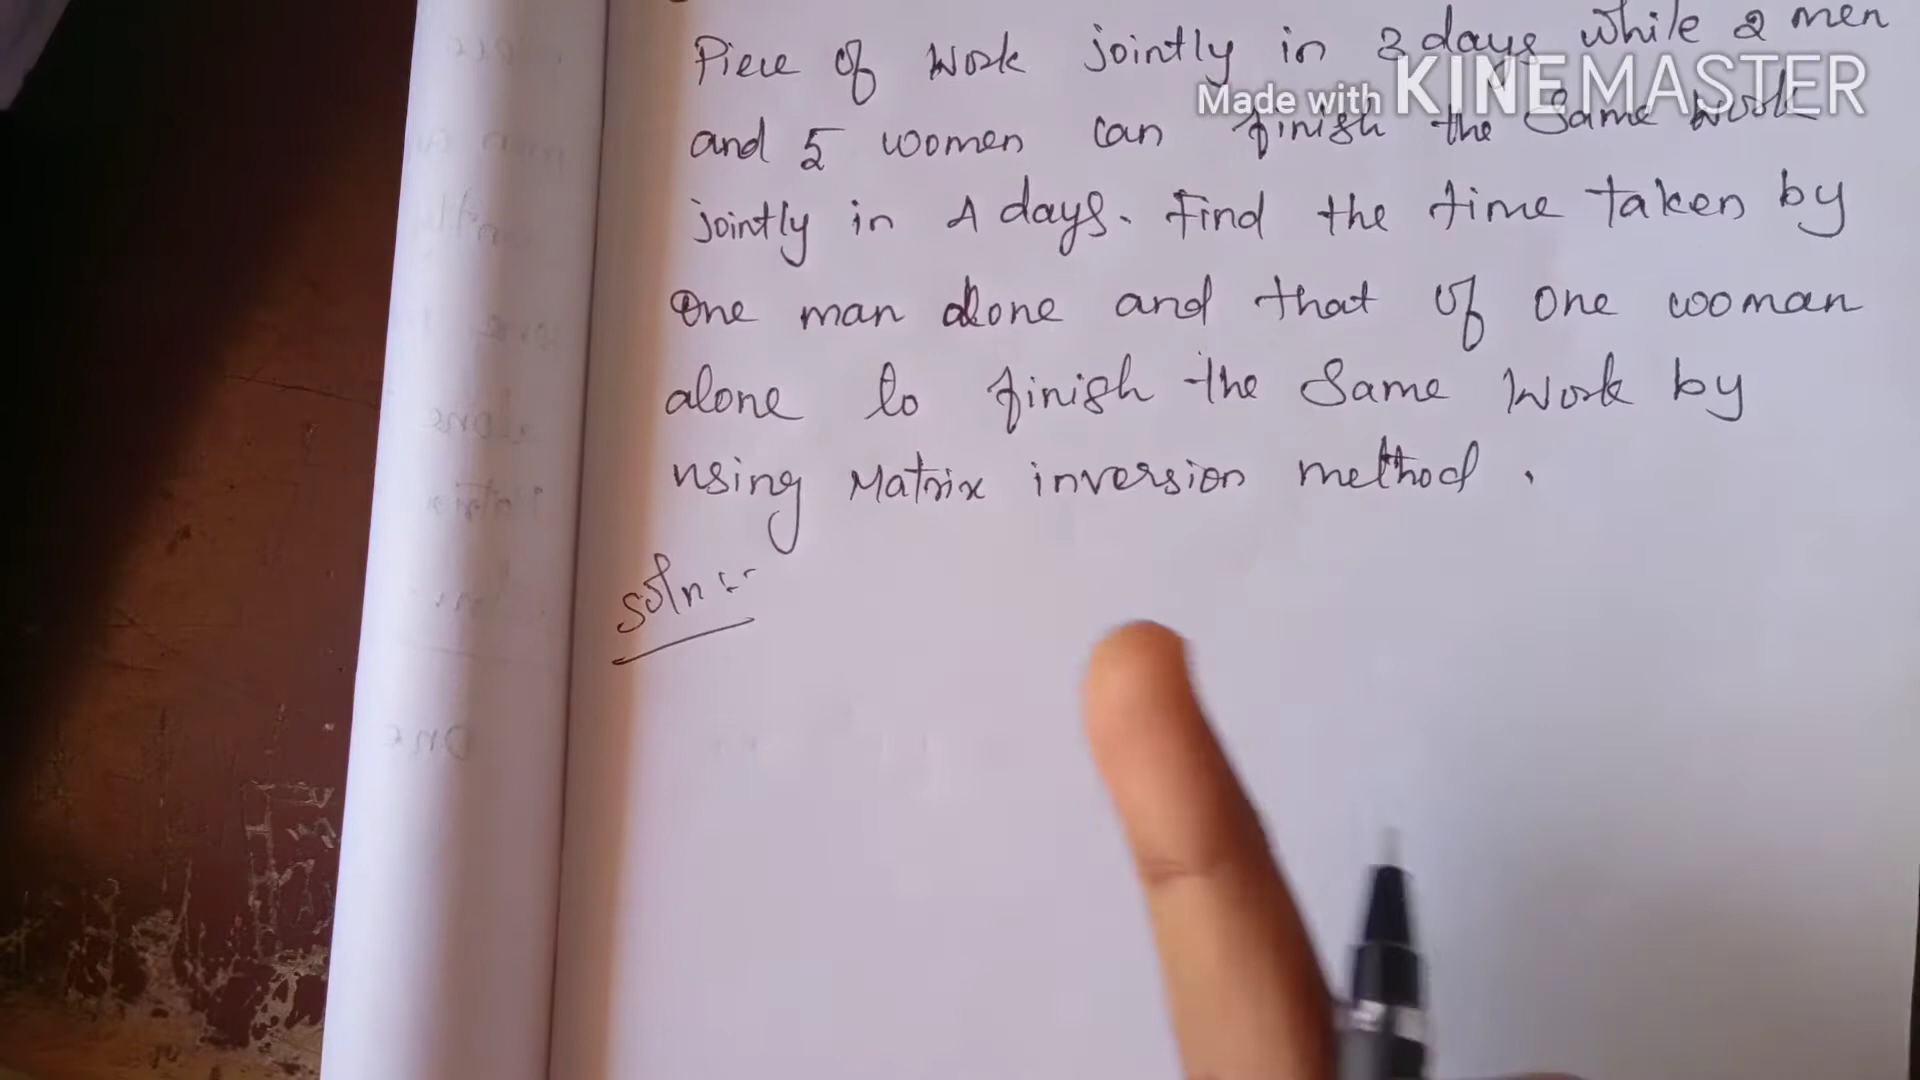 Piece of work jointly in 3 days while 2 men
Made with KINEMASTER
and 5 women can finish the same work
jointly in 4 days. Find the time taken by
One man alone and that of one woman
alone to finish the same work by
using Matrix inversion method.
Soln :-